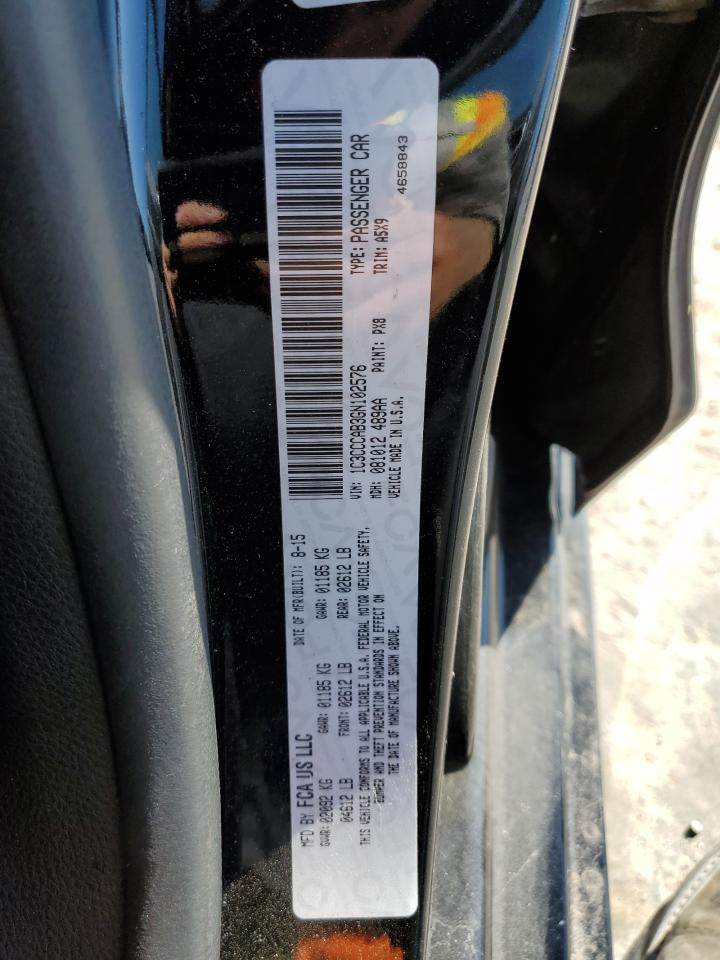 MFD BY FCA US LLC
DATE OF MFR(BUILT): 8-15
GVWR: 02092 KG
GAWR: 01185 KG
GAWR: 01185 KG
04612 LB
FRONT: 02612 LB
REAR: 02612 LB
THIS VEHICLE CONFORMS TO ALL APPLICABLE U.S.A. FEDERAL MOTOR VEHICLE SAFETY,
BUMPER AND THEFT PREVENTION STANDARDS IN EFFECT ON
THE DATE OF MANUFACTURE SHOWN ABOVE.
VIN: 1C3CCCAB3GN102576
TYPE: PASSENGER CAR
MDH: 081012 489AA
PAINT: PX8
TRIM: A5X9
VEHICLE MADE IN U.S.A.
4658843